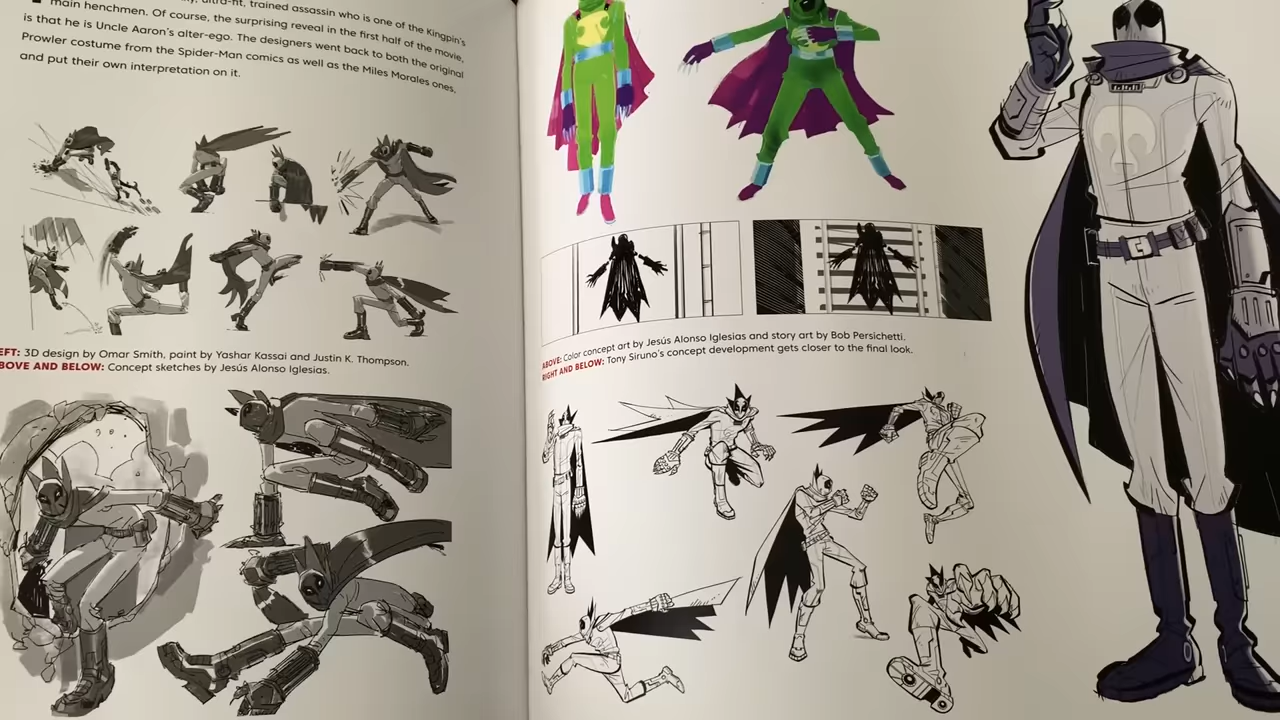 ultra-fit, trained assassin who is one of the Kingpin's
main henchmen. Of course, the surprising reveal in the first half of the movie,
is that he is Uncle Aaron's alter-ego. The designers went back to both the original
Prowler costume from the Spider-Man comics as well as the Miles Morales ones,
and put their own interpretation on it.
EFT: 3D design by Omar Smith, paint by Yashar Kassai and Justin K. Thompson.
BOVE AND BELOW: Concept sketches by Jesús Alonso Iglesias.
ABOVE: Color concept art by Jesús Alonso Iglesias and story art by Bob Persichetti.
RIGHT AND BELOW: Tony Siruno's concept development gets closer to the final look.